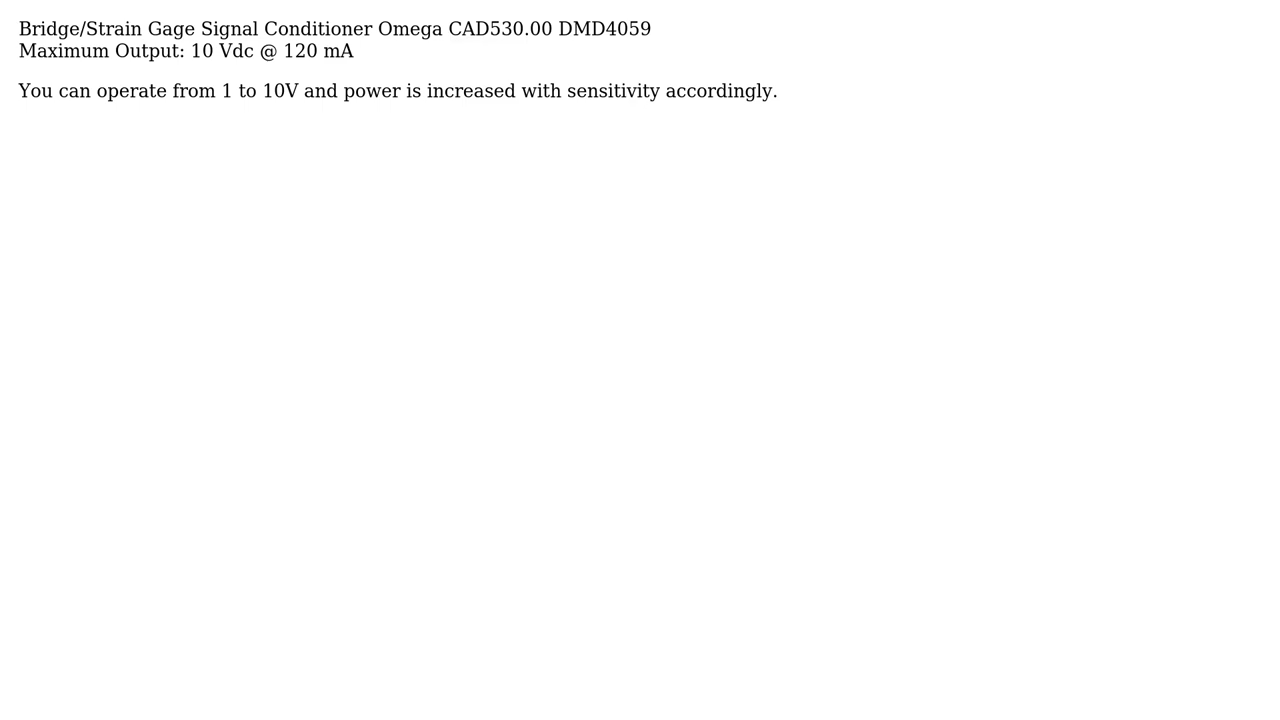 Bridge/Strain Gage Signal Conditioner Omega CAD530.00 DMD4059
Maximum Output: 10 Vdc @ 120 mA
You can operate from 1 to 10V and power is increased with sensitivity accordingly.